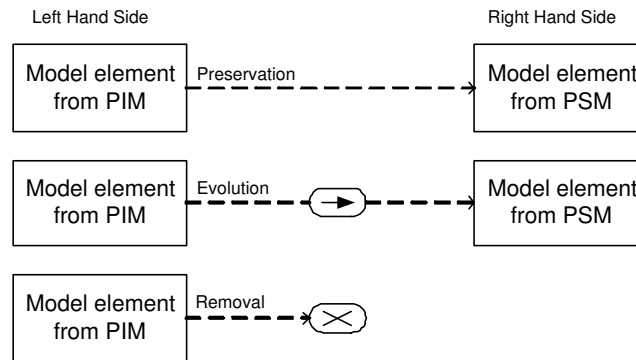 Left Hand Side
Right Hand Side
Model element
from PIM
Preservation
Model element
from PSM
Model element
from PIM
Evolution
Model element
from PSM
Model element
from PIM
Removal